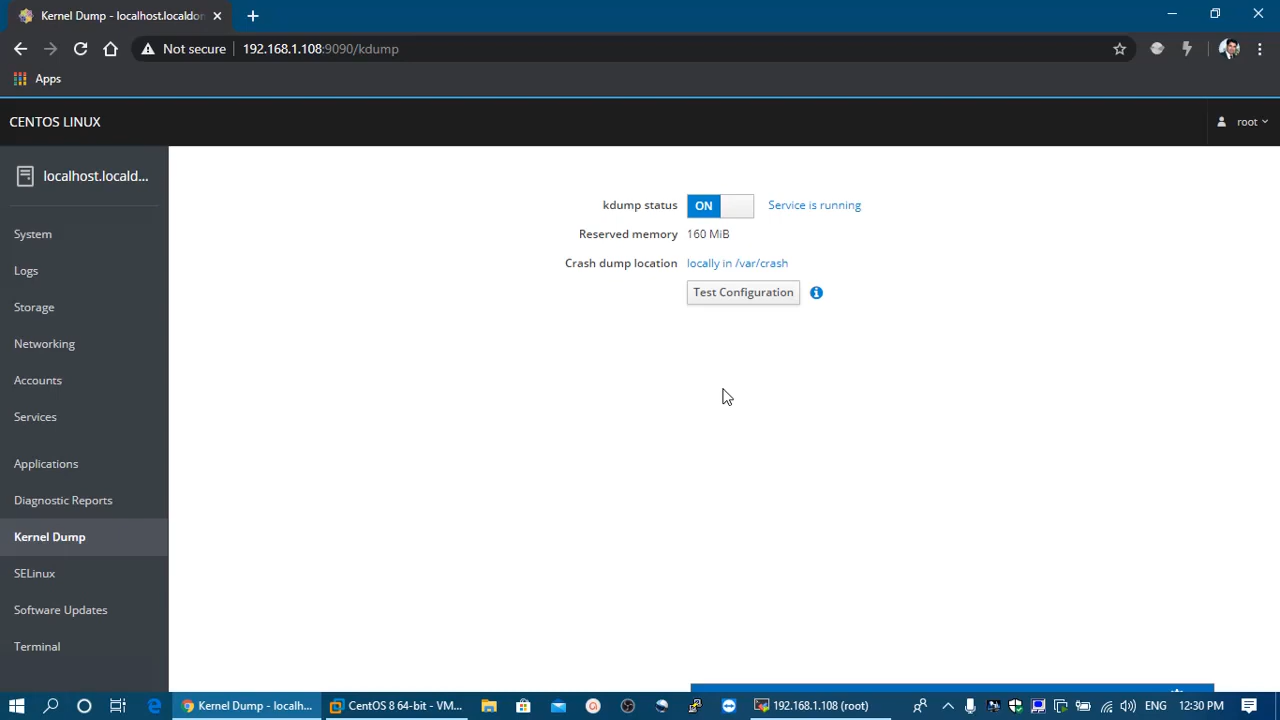 Kernel Dump - localhost.localdon
Not secure
192.168.1.108:9090/kdump
Apps
CENTOS LINUX
root
localhost.locald...
System
Logs
Storage
Networking
Accounts
Services
Applications
Diagnostic Reports
Kernel Dump
SELinux
Software Updates
Terminal
kdump status
ON
Service is running
Reserved memory
160 MiB
Crash dump location
locally in /var/crash
Test Configuration
Kernel Dump - localh...
CentOS 8 64-bit - VM...
192.168.1.108 (root)
ENG
12:30 PM